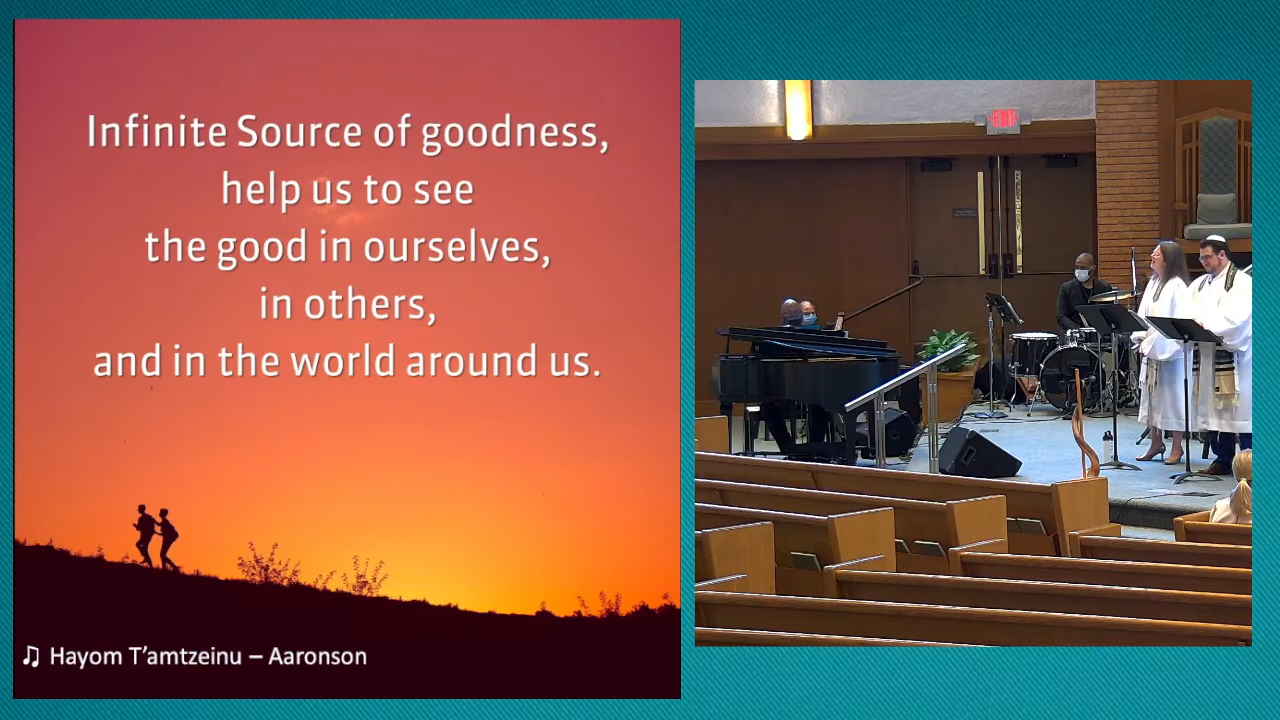 Infinite Source of goodness,
help us to see
the good in ourselves,
in others,
and in the world around us.
♫ Hayom T’amtzeinu – Aaronson
EXIT